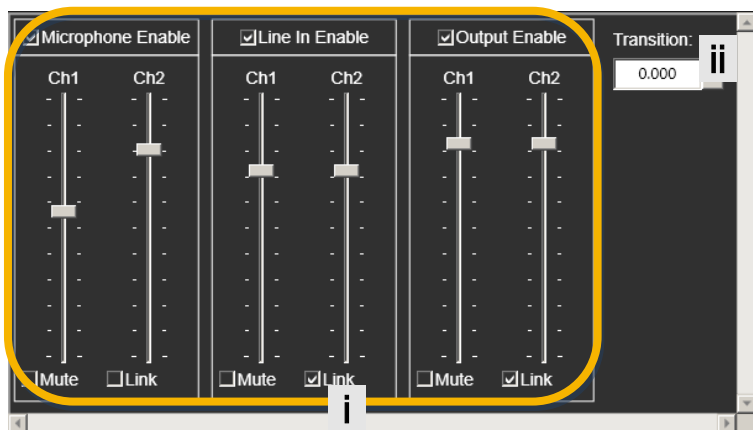 Microphone Enable
Line In Enable
Output Enable
Transition:
ii
0.000
Ch1
Ch2
Ch1
Ch2
Ch1
Ch2
Mute
Link
Mute
Link
Mute
Link
i